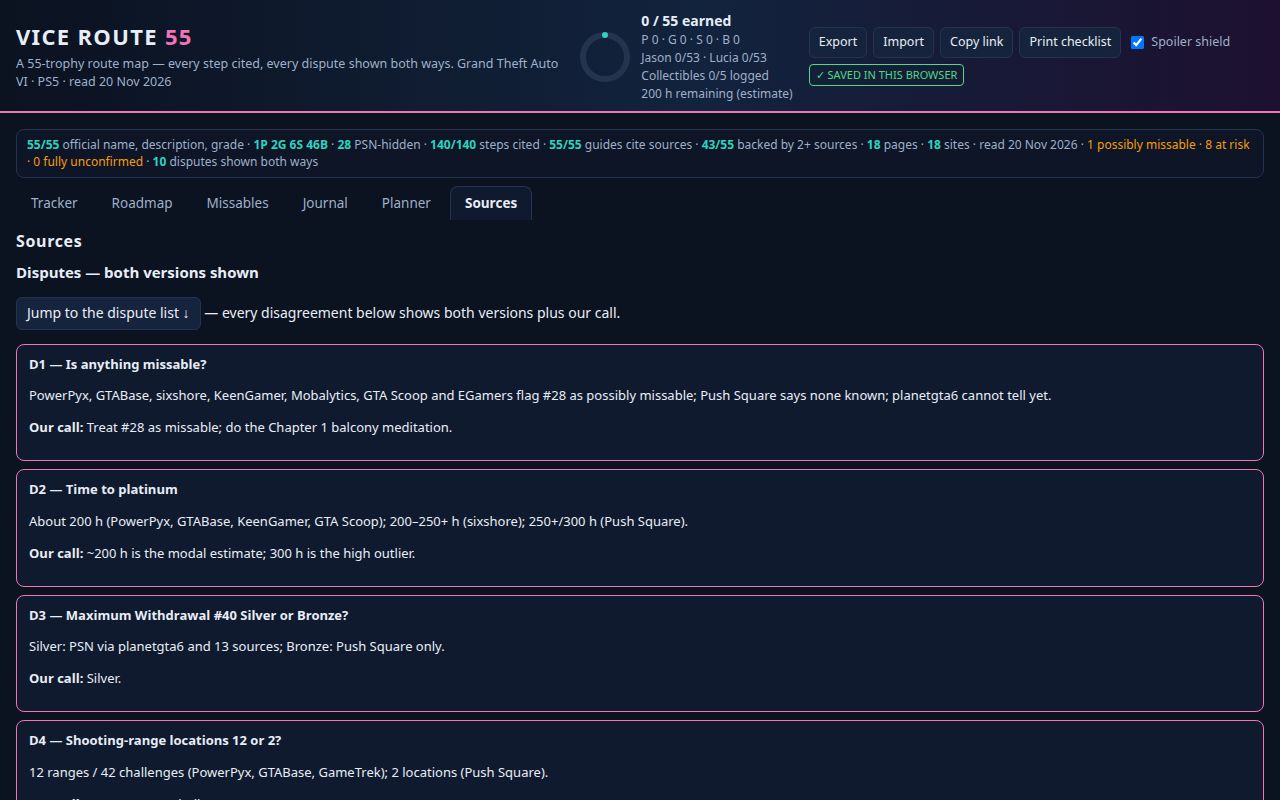 VICE ROUTE 55
A 55-trophy route map — every step cited, every dispute shown both ways. Grand Theft Auto
VI · PS5 · read 20 Nov 2026
0 / 55 earned
P 0 · G 0 · S 0 · B 0
Jason 0/53 · Lucia 0/53
Collectibles 0/5 logged
200 h remaining (estimate)
Export
Import
Copy link
Print checklist
Spoiler shield
✓ SAVED IN THIS BROWSER
55/55 official name, description, grade · 1P 2G 6S 46B · 28 PSN-hidden · 140/140 steps cited · 55/55 guides cite sources · 43/55 backed by 2+ sources · 18 pages · 18 sites · read 20 Nov 2026 · 1 possibly missable · 8 at risk
· 0 fully unconfirmed · 10 disputes shown both ways
Tracker
Roadmap
Missables
Journal
Planner
Sources
Sources
Disputes — both versions shown
Jump to the dispute list ↓ — every disagreement below shows both versions plus our call.
D1 — Is anything missable?
PowerPyx, GTABase, sixshore, KeenGamer, Mobalytics, GTA Scoop and EGamers flag #28 as possibly missable; Push Square says none known; planetgta6 cannot tell yet.
Our call: Treat #28 as missable; do the Chapter 1 balcony meditation.
D2 — Time to platinum
About 200 h (PowerPyx, GTABase, KeenGamer, GTA Scoop); 200–250+ h (sixshore); 250+/300 h (Push Square).
Our call: ~200 h is the modal estimate; 300 h is the high outlier.
D3 — Maximum Withdrawal #40 Silver or Bronze?
Silver: PSN via planetgta6 and 13 sources; Bronze: Push Square only.
Our call: Silver.
D4 — Shooting-range locations 12 or 2?
12 ranges / 42 challenges (PowerPyx, GTABase, GameTrek); 2 locations (Push Square).